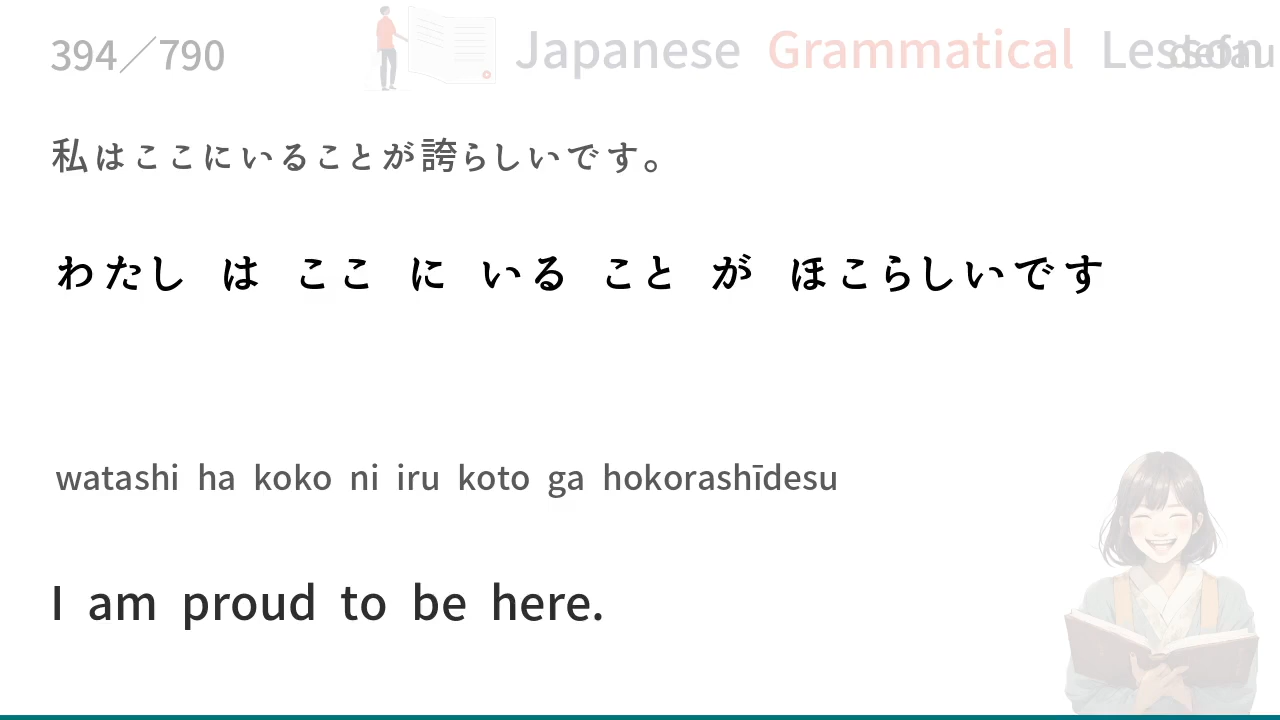 394／790
Japanese Grammatical Lesson
defau
私はここにいることが誇らしいです。
わたし は ここ に いる こと が ほこらしいです
watashi ha koko ni iru koto ga hokorashīdesu
I am proud to be here.